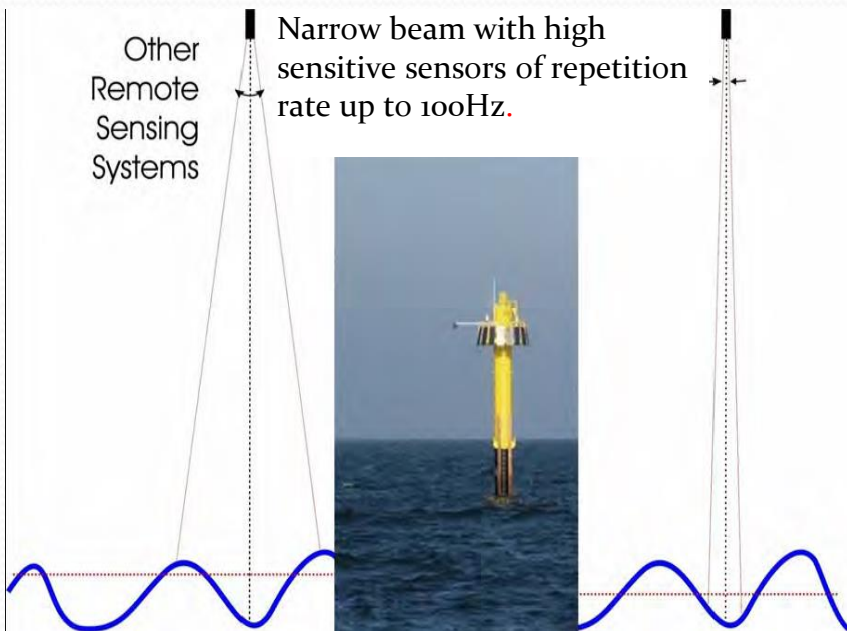 Other
Remote
Sensing
Systems
Narrow beam with high
sensitive sensors of repetition
rate up to 100Hz.